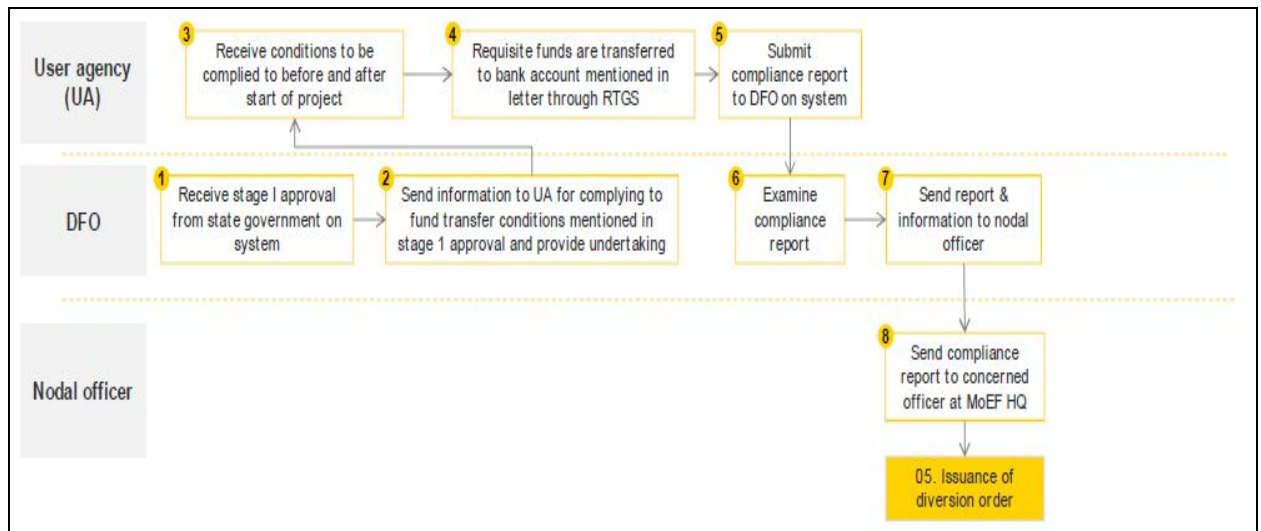 User agency
(UA)
3
Receive conditions to be
complied to before and after
start of project
4
Requisite funds are transferred
to bank account mentioned in
letter through RTGS
5
Submit
compliance report
to DFO on system
DFO
1
Receive stage I approval
from state government on
system
2
Send information to UA for complying to
fund transfer conditions mentioned in
stage 1 approval and provide undertaking
6
Examine
compliance
report
7
Send report &
information to nodal
officer
Nodal officer
8
Send compliance
report to concerned
officer at MoEF HQ
05. Issuance of
diversion order